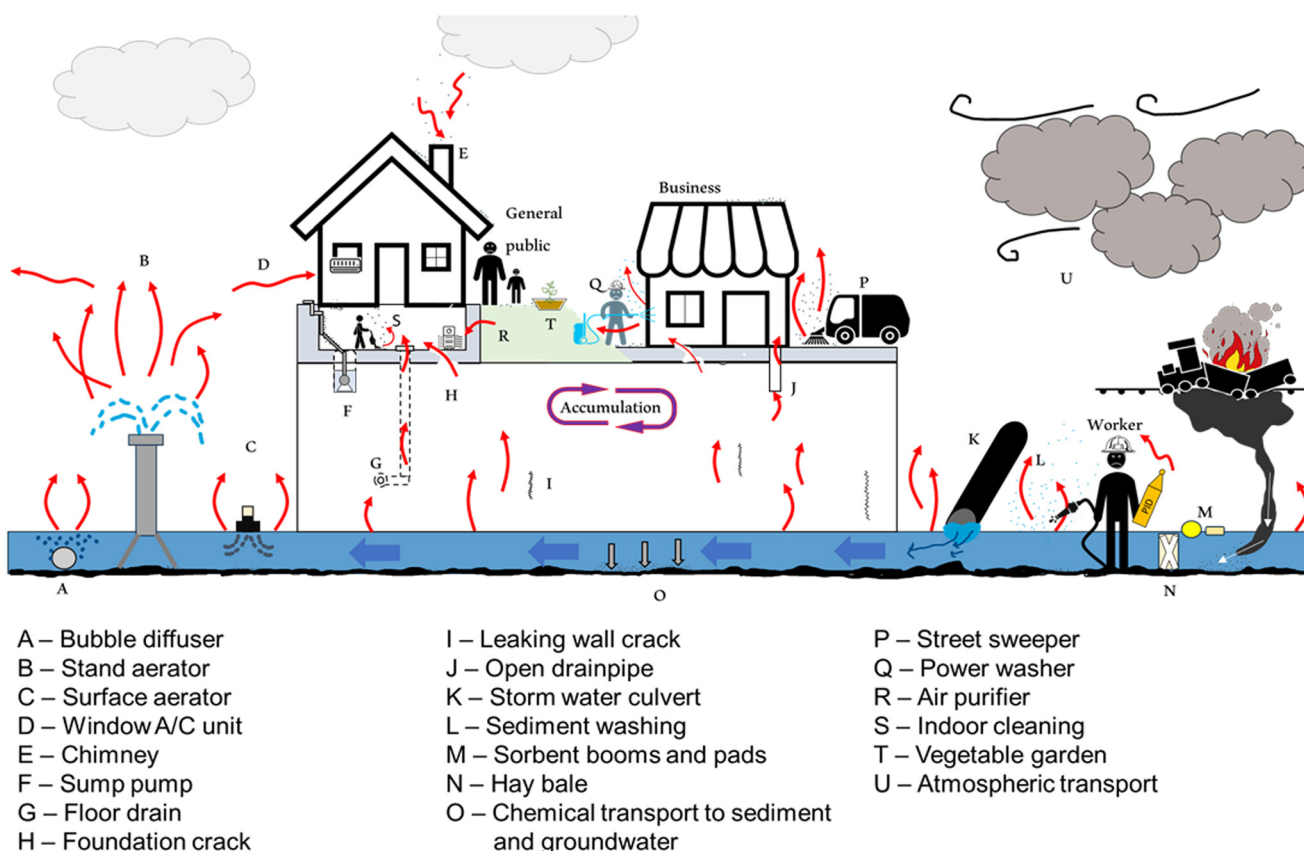 Business
E
General
public
B
D
Q
P
U
S
R
T
H
F
J
Accumulation
C
G
I
K
L
Worker
PID
M
A
O
N
A – Bubble diffuser
B – Stand aerator
C – Surface aerator
D – Window A/C unit
E – Chimney
F – Sump pump
G – Floor drain
H – Foundation crack
I – Leaking wall crack
J – Open drainpipe
K – Storm water culvert
L – Sediment washing
M – Sorbent booms and pads
N – Hay bale
O – Chemical transport to sediment
and groundwater
P – Street sweeper
Q – Power washer
R – Air purifier
S – Indoor cleaning
T – Vegetable garden
U – Atmospheric transport